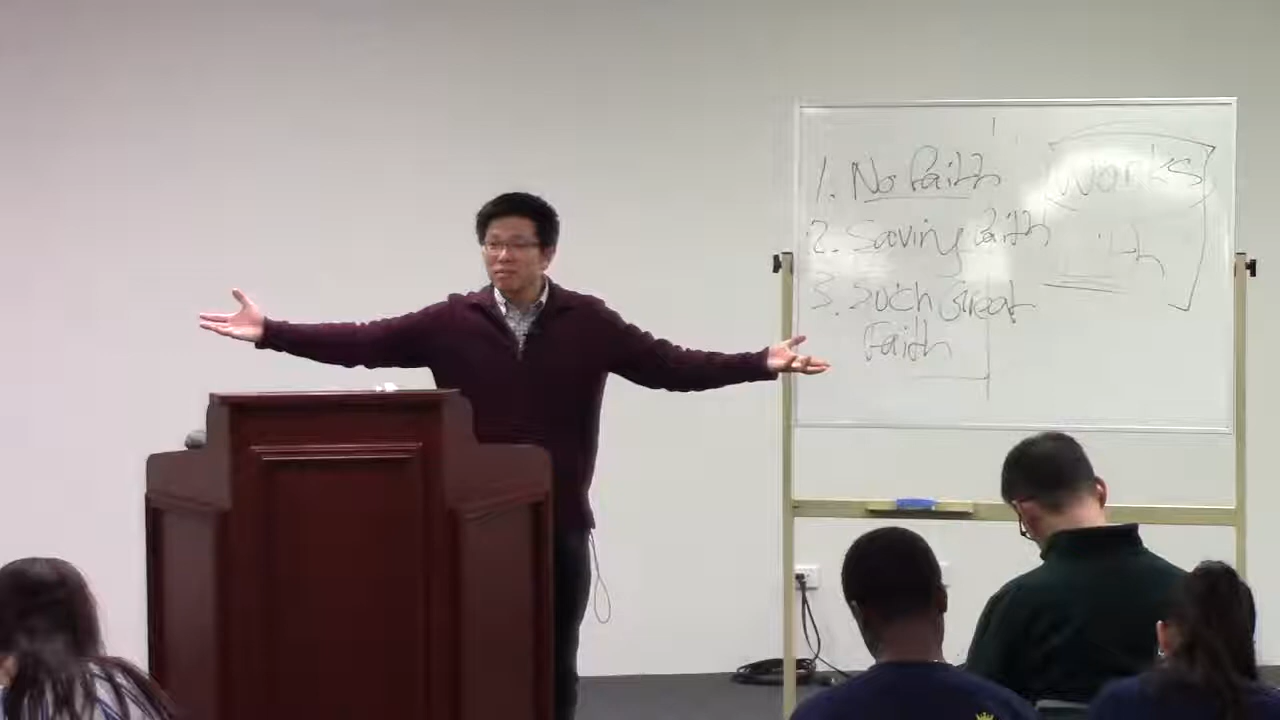 1. No Faith
Works
2. Saving Faith
3. Such Great
Faith